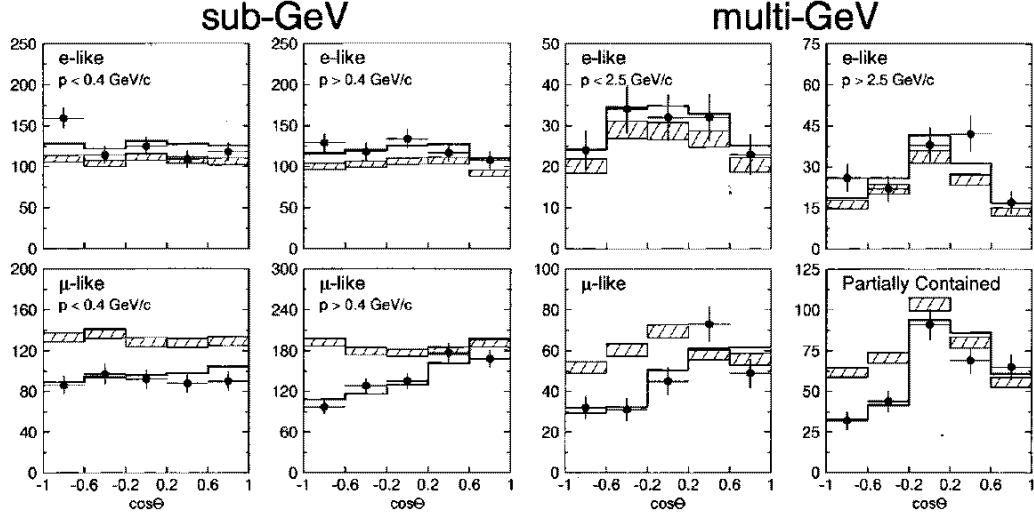 sub-GeV multi-GeV
250 250 50 75
e-like e-like e-like e-like
p < 0.4 GeV/c p > 0.4 GeV/c p < 2.5 GeV/c p > 2.5 GeV/c
200 200 40 60
150 150 30 45
100 100 20 30
50 50 10 15
0 0 0 0
200 300 100 125
μ-like μ-like μ-like Partially Contained
p < 0.4 GeV/c p > 0.4 GeV/c
150 240 80 100
180 60 75
100 120 40 50
50 60 20 25
0 0 0 0
-1 -0.6 -0.2 0.2 0.6 1 -1 -0.6 -0.2 0.2 0.6 1 -1 -0.6 -0.2 0.2 0.6 1 -1 -0.6 -0.2 0.2 0.6 1
cosΘ cosΘ cosΘ cosΘ